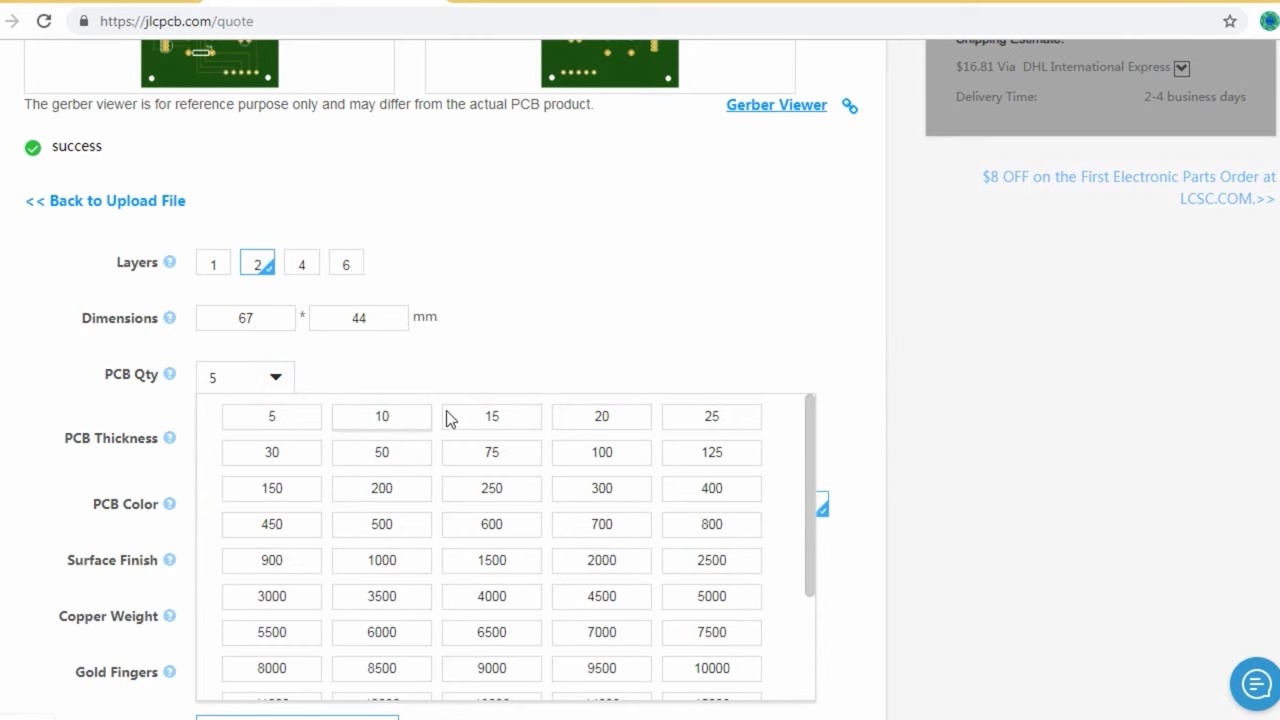 https://jlcpcb.com/quote
Shipping Estimate:
$16.81 Via DHL International Express
Delivery Time: 2-4 business days
The gerber viewer is for reference purpose only and may differ from the actual PCB product. Gerber Viewer
success
$8 OFF on the First Electronic Parts Order at
LCSC.COM.>>
<< Back to Upload File
Layers ? 1 2 4 6
Dimensions ? 67 * 44 mm
PCB Qty ? 5
5 10 15 20 25
PCB Thickness ?
30 50 75 100 125
150 200 250 300 400
PCB Color ?
450 500 600 700 800
Surface Finish ?
900 1000 1500 2000 2500
3000 3500 4000 4500 5000
Copper Weight ?
5500 6000 6500 7000 7500
Gold Fingers ?
8000 8500 9000 9500 10000